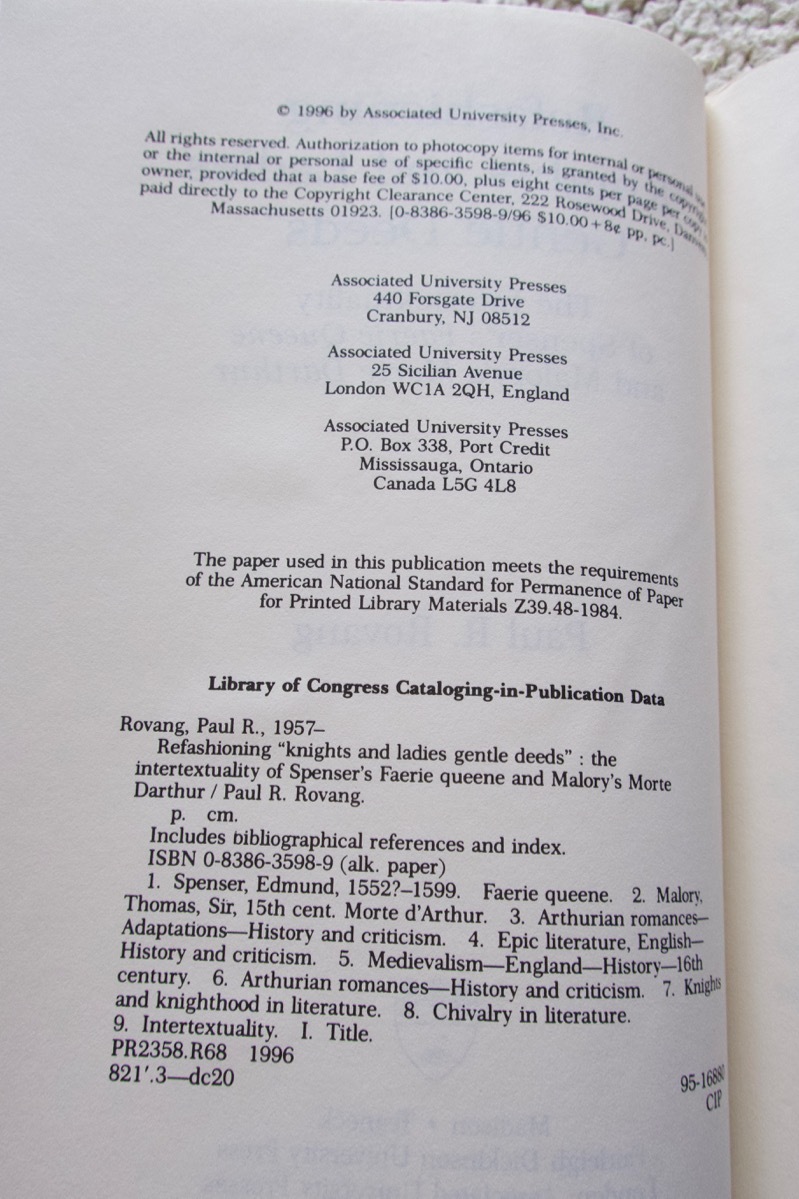 © 1996 by Associated University Presses, Inc.
All rights reserved. Authorization to photocopy items for internal or personal
or the internal or personal use of specific clients, is granted by the
owner, provided that a base fee of $10.00, plus eight cents per page per copy
paid directly to the Copyright Clearance Center, 222 Rosewood Drive,
Massachusetts 01923. [0-8386-3598-9/96 $10.00 + 8¢ pp, pc.]
Associated University Presses
440 Forsgate Drive
Cranbury, NJ 08512
Associated University Presses
25 Sicilian Avenue
London WC1A 2QH, England
Associated University Presses
P.O. Box 338, Port Credit
Mississauga, Ontario
Canada L5G 4L8
The paper used in this publication meets the requirements
of the American National Standard for Permanence of Paper
for Printed Library Materials Z39.48-1984.
Library of Congress Cataloging-in-Publication Data
Rovang, Paul R., 1957–
Refashioning “knights and ladies gentle deeds” : the
intertextuality of Spenser’s Faerie queene and Malory’s Morte
Darthur / Paul R. Rovang.
p. cm.
Includes bibliographical references and index.
ISBN 0-8386-3598-9 (alk. paper)
1. Spenser, Edmund, 1552?–1599. Faerie queene. 2. Malory,
Thomas, Sir, 15th cent. Morte d’Arthur. 3. Arthurian romances—
Adaptations—History and criticism. 4. Epic literature, English—
History and criticism. 5. Medievalism—England—History—16th
century. 6. Arthurian romances—History and criticism. 7. Knights
and knighthood in literature. 8. Chivalry in literature.
9. Intertextuality. I. Title.
PR2358.R68 1996
821′.3—dc20
95-16880
CIP